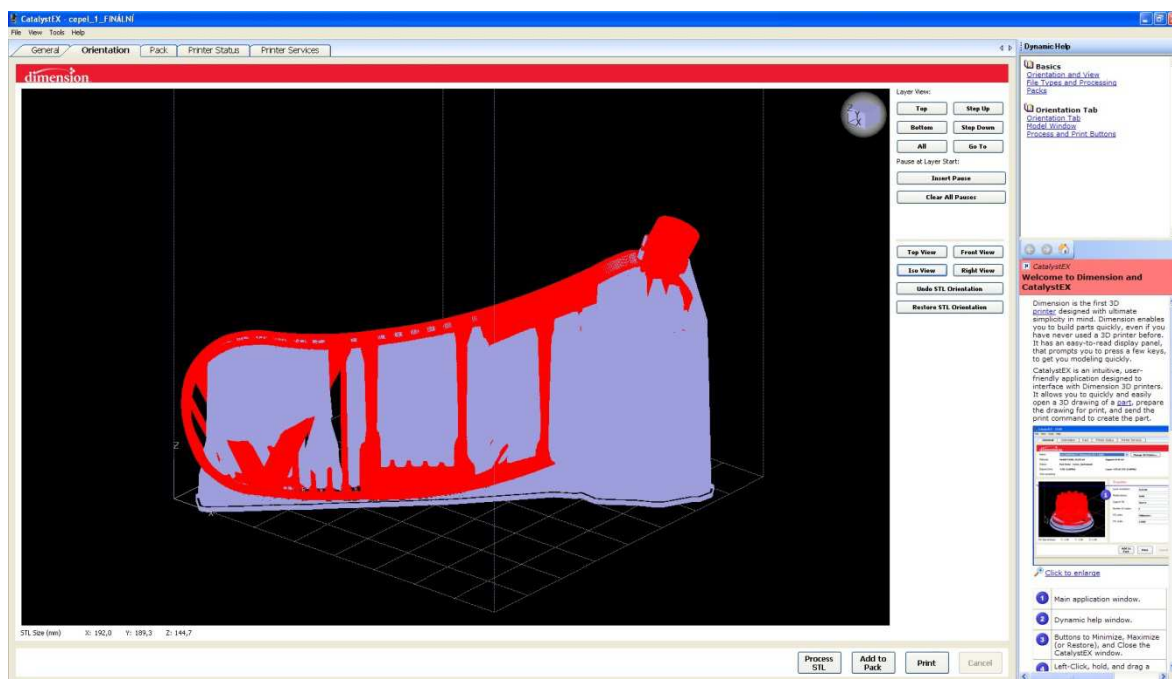 CatalystEX - cepel_1_FINÁLNÍ
File View Tools Help
General Orientation Pack Printer Status Printer Services
dimension
Layer View:
Top Step Up
Bottom Step Down
All Go To
Pause at Layer Start:
Insert Pause
Clear All Pauses
Top View Front View
Iso View Right View
Undo STL Orientation
Restore STL Orientation
Z
Y
X
Z
X
STL Size (mm) X: 192,0 Y: 189,3 Z: 144,7
Process STL Add to Pack Print Cancel
Dynamic Help
Basics
Orientation and View
File Types and Processing
Packs
Orientation Tab
Orientation Tab
Model Window
Process and Print Buttons
CatalystEX
Welcome to Dimension and
CatalystEX
Dimension is the first 3D
printer designed with ultimate
simplicity in mind. Dimension enables
you to build parts quickly, even if you
have never used a 3D printer before.
It has an easy-to-read display panel,
that prompts you to press a few keys,
to get you modeling quickly.
CatalystEX is an intuitive, user-
friendly application designed to
interface with Dimension 3D printers.
It allows you to quickly and easily
open a 3D drawing of a part, prepare
the drawing for print, and send the
print command to create the part.
Click to enlarge
1 Main application window.
2 Dynamic help window.
3 Buttons to Minimize, Maximize
(or Restore), and Close the
CatalystEX window.
4 Left-Click, hold, and drag a